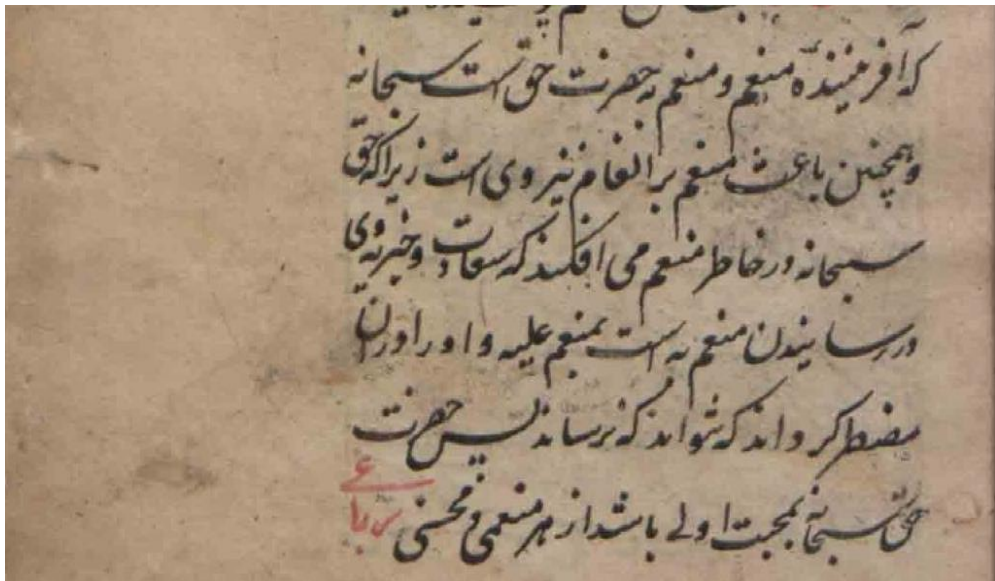 که آفرینندهٔ منعم و منعم به حضرت حق است سبحانه
و همچنین باعث منعم بر انعام نیز وی است زیرا که حق
سبحانه در خاطر منعم می افکند که سعادت و خیریه وی
در رسانیدن منعم به است بمنعم علیه و او را در آن
مضطر کرداند که نتواند که نرساند پس حضرت
حق سبحانه بمحبت اولی باشد از هر منعمی و محسنی رباعی